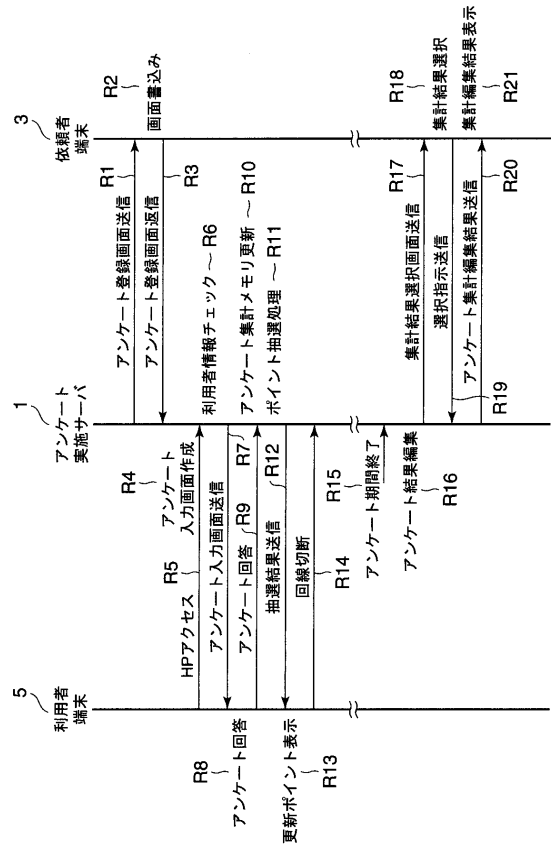 5
利用者
端末
1
アンケート
実施サーバ
3
依頼者
端末
アンケート登録画面送信
R1
R2
画面書込み
アンケート登録画面返信
R3
R4
アンケート
入力画面作成
HPアクセス
R5
利用者情報チェック
R6
アンケート入力画面送信
R7
R8
アンケート回答
アンケート回答
R9
アンケート集計メモリ更新
R10
ポイント抽選処理
R11
抽選結果送信
R12
更新ポイント表示
R13
回線切断
R14
R15
アンケート期間終了
アンケート結果編集
R16
集計結果選択画面送信
R17
R18
集計結果選択
選択指示送信
R19
アンケート集計編集結果送信
R20
集計編集結果表示
R21